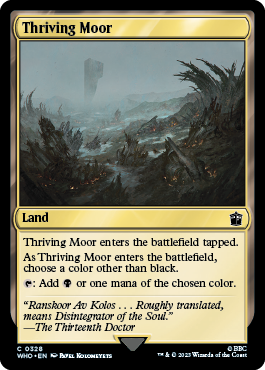 Thriving Moor
Land
Thriving Moor enters the battlefield tapped.
As Thriving Moor enters the battlefield,
choose a color other than black.
: Add or one mana of the chosen color.
“Ranskoor Av Kolos . . . Roughly translated,
means Disintegrator of the Soul.”
—The Thirteenth Doctor
C 0328
WHO • EN Pavel Kolomeyets
© BBC
™ & © 2023 Wizards of the Coast